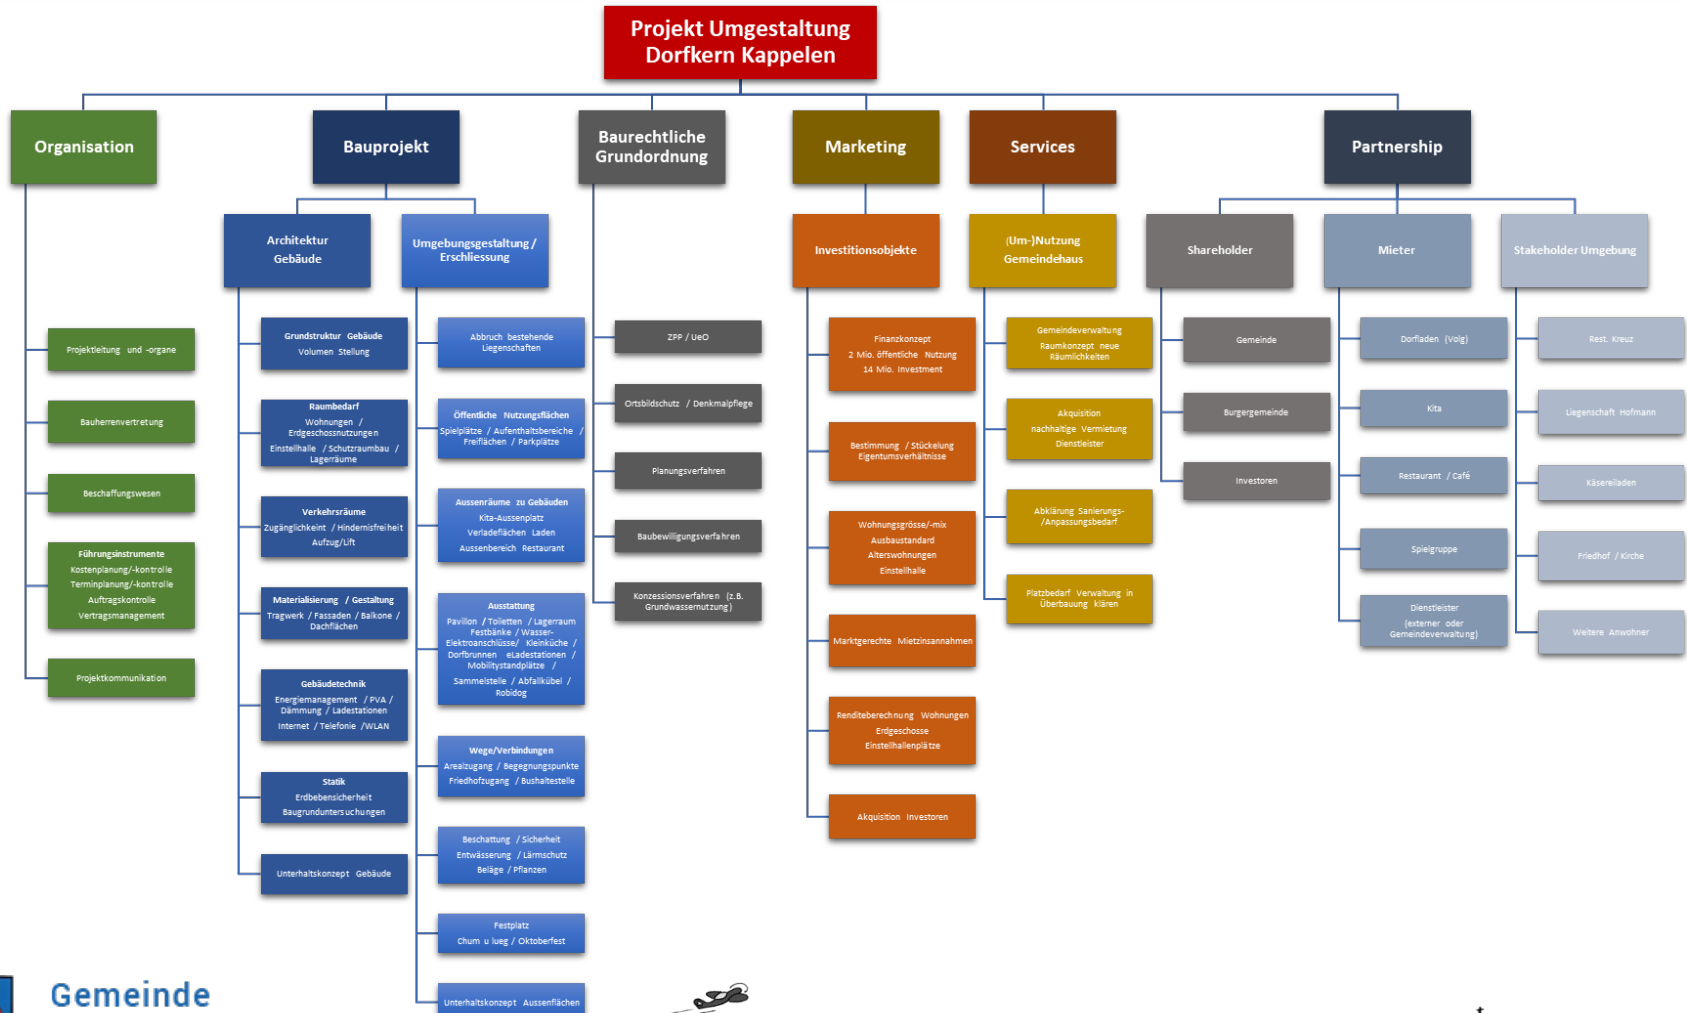 Projekt Umgestaltung
Dorfkern Kappelen
Organisation
Projektleitung und -organe
Bauherrenvertretung
Beschaffungswesen
Führungsinstrumente
Kostenplanung/-kontrolle
Terminplanung/-kontrolle
Auftragskontrolle
Vertragsmanagement
Projektkommunikation
Bauprojekt
Architektur
Gebäude
Grundstruktur Gebäude
Volumen Stellung
Raumbedarf
Wohnungen /
Erdgeschossnutzungen
Einstellhalle / Schutzraumbau /
Lagerräume
Verkehrsräume
Zugänglichkeint / Hindernisfreiheit
Aufzug/Lift
Materialisierung / Gestaltung
Tragwerk / Fassaden / Balkone /
Dachflächen
Gebäudetechnik
Energiemanagement / PVA /
Dämmung / Ladestationen
Internet / Telefonie /WLAN
Statik
Erdbebensicherheit
Baugrunduntersuchungen
Unterhaltskonzept Gebäude
Umgebungsgestaltung /
Erschliessung
Abbruch bestehende
Liegenschaften
Öffentliche Nutzungsflächen
Spielplätze / Aufenthaltsbereiche /
Freiflächen / Parkplätze
Aussenräume zu Gebäuden
Kita-Aussenplatz
Verladeflächen Laden
Aussenbereich Restaurant
Ausstattung
Pavillon / Toiletten / Lagerraum
Festbänke / Wasser-
Elektroanschlüsse/ Kleinküche /
Dorfbrunnen eLadestationen /
Mobilitystandplätze /
Sammelstelle / Abfallkübel /
Robidog
Wege/Verbindungen
Arealzugang / Begegnungspunkte
Friedhofzugang / Bushaltestelle
Beschattung / Sicherheit
Entwässerung / Lärmschutz
Beläge / Pflanzen
Festplatz
Chum u lueg / Oktoberfest
Unterhaltskonzept Aussenflächen
Baurechtliche
Grundordnung
ZPP / UeO
Ortsbildschutz / Denkmalpflege
Planungsverfahren
Baubewilligungsverfahren
Konzessionsverfahren (z.B.
Grundwassernutzung)
Marketing
Investitionsobjekte
Finanzkonzept
2 Mio. öffentliche Nutzung
14 Mio. Investment
Bestimmung / Stückelung
Eigentumsverhältnisse
Wohnungsgrösse/-mix
Ausbaustandard
Alterswohnungen
Einstellhalle
Marktgerechte Mietzinsannahmen
Renditeberechnung Wohnungen
Erdgeschosse
Einstellhallenplätze
Akquisition Investoren
Services
(Um-)Nutzung
Gemeindehaus
Gemeindeverwaltung
Raumkonzept neue
Räumlichkeiten
Akquisition
nachhaltige Vermietung
Dienstleister
Abklärung Sanierungs-
/Anpassungsbedarf
Platzbedarf Verwaltung in
Überbauung klären
Partnership
Shareholder
Gemeinde
Burgergemeinde
Investoren
Mieter
Dorfladen (Volg)
Kita
Restaurant / Café
Spielgruppe
Dienstleister
(externer oder
Gemeindeverwaltung)
Stakeholder Umgebung
Rest. Kreuz
Liegenschaft Hofmann
Käsereiladen
Friedhof / Kirche
Weitere Anwohner
Gemeinde